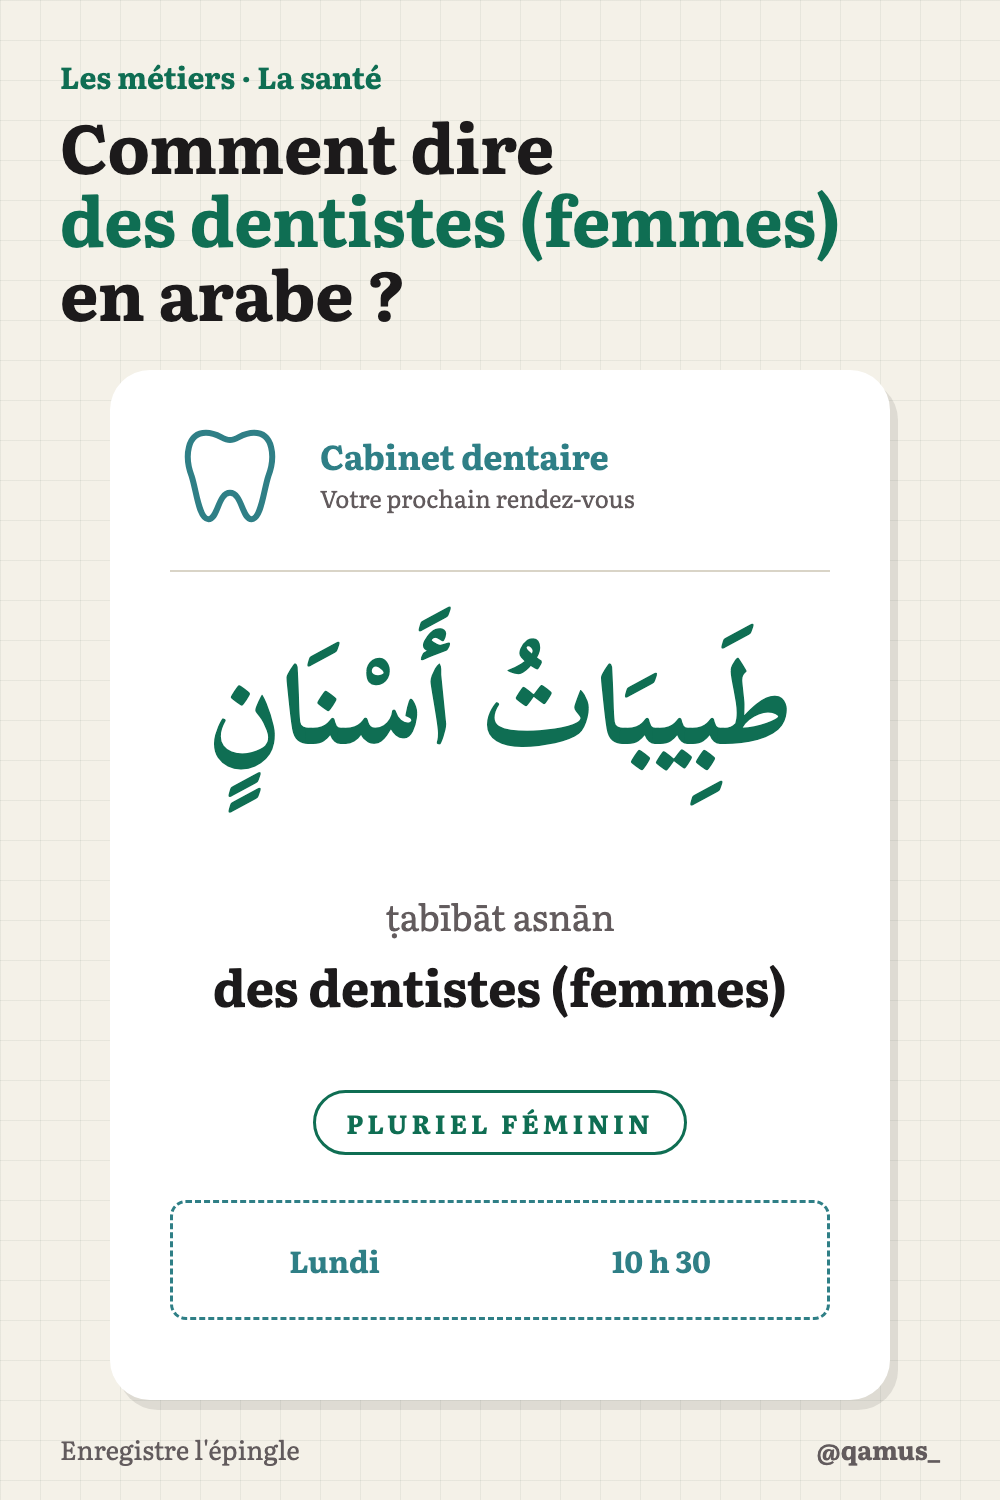 Les métiers · La santé
Comment dire
des dentistes (femmes)
en arabe ?
Cabinet dentaire
Votre prochain rendez-vous
طَبِيبَاتُ أَسْنَانٍ
ṭabībāt asnān
des dentistes (femmes)
PLURIEL FÉMININ
Lundi 10 h 30
Enregistre l'épingle @qamus_